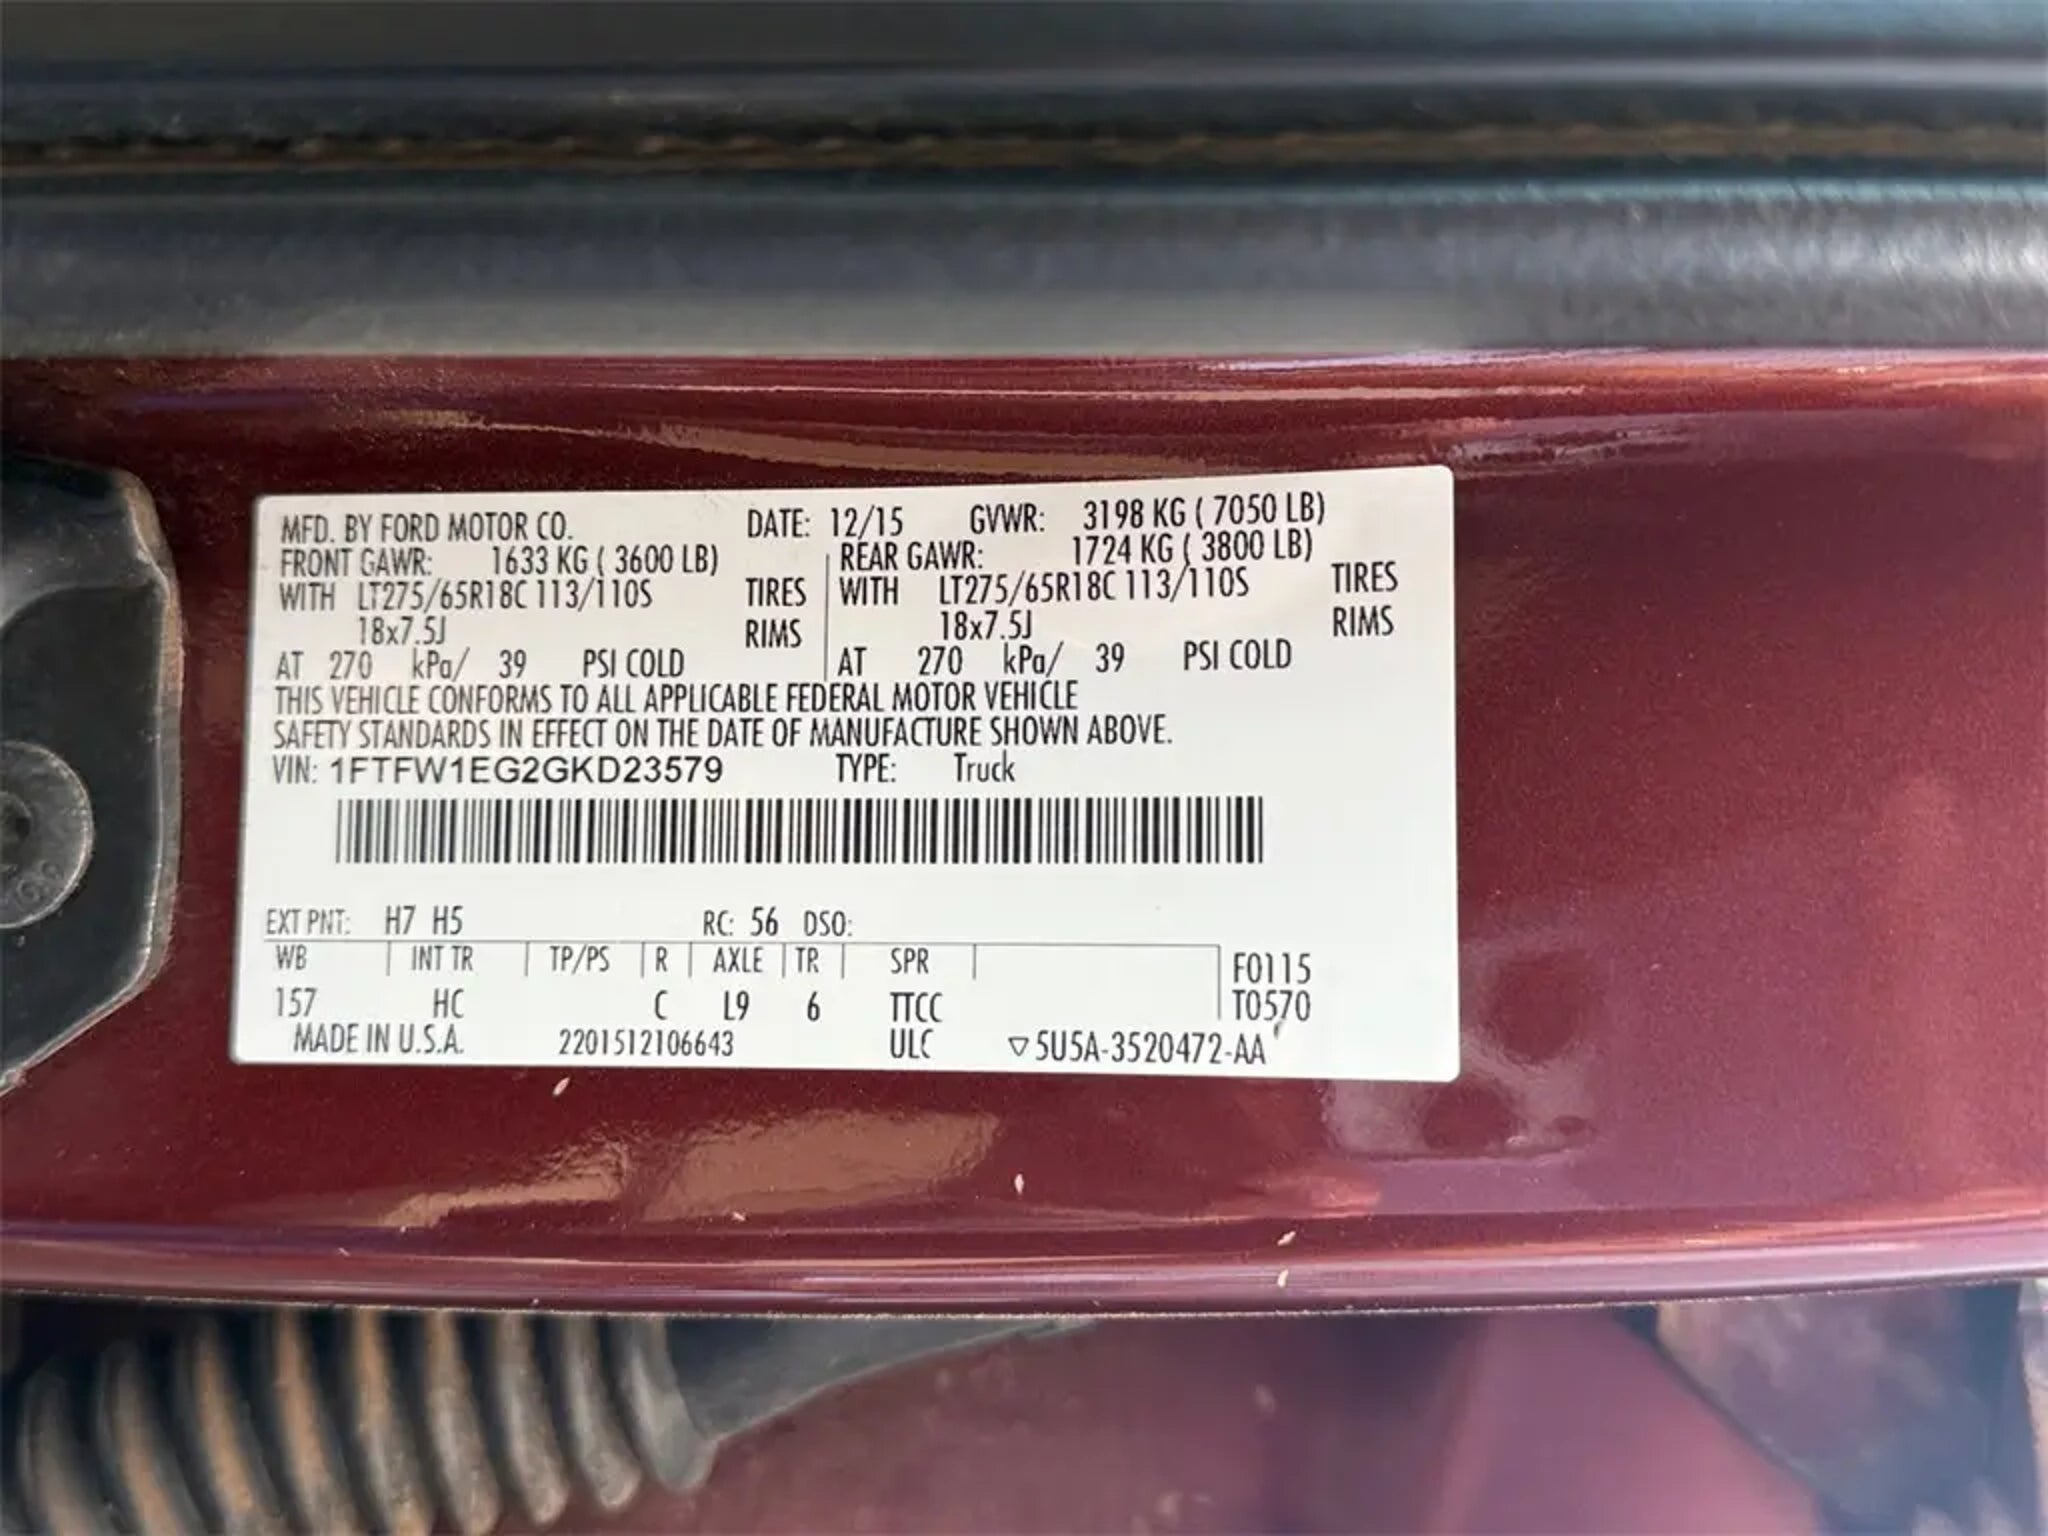 MFD. BY FORD MOTOR CO. DATE: 12/15 GVWR: 3198 KG ( 7050 LB)
FRONT GAWR: 1633 KG ( 3600 LB) REAR GAWR: 1724 KG ( 3800 LB)
WITH LT275/65R18C 113/110S TIRES WITH LT275/65R18C 113/110S TIRES
18x7.5J RIMS 18x7.5J RIMS
AT 270 kPa/ 39 PSI COLD AT 270 kPa/ 39 PSI COLD
THIS VEHICLE CONFORMS TO ALL APPLICABLE FEDERAL MOTOR VEHICLE
SAFETY STANDARDS IN EFFECT ON THE DATE OF MANUFACTURE SHOWN ABOVE.
VIN: 1FTFW1EG2GKD23579 TYPE: Truck
EXT PNT: H7 H5 RC: 56 DSO:
WB INT TR TP/PS R AXLE TR SPR F0115
157 HC C L9 6 TTCC T0570
MADE IN U.S.A. 2201512106643 ULC ▽5U5A-3520472-AA